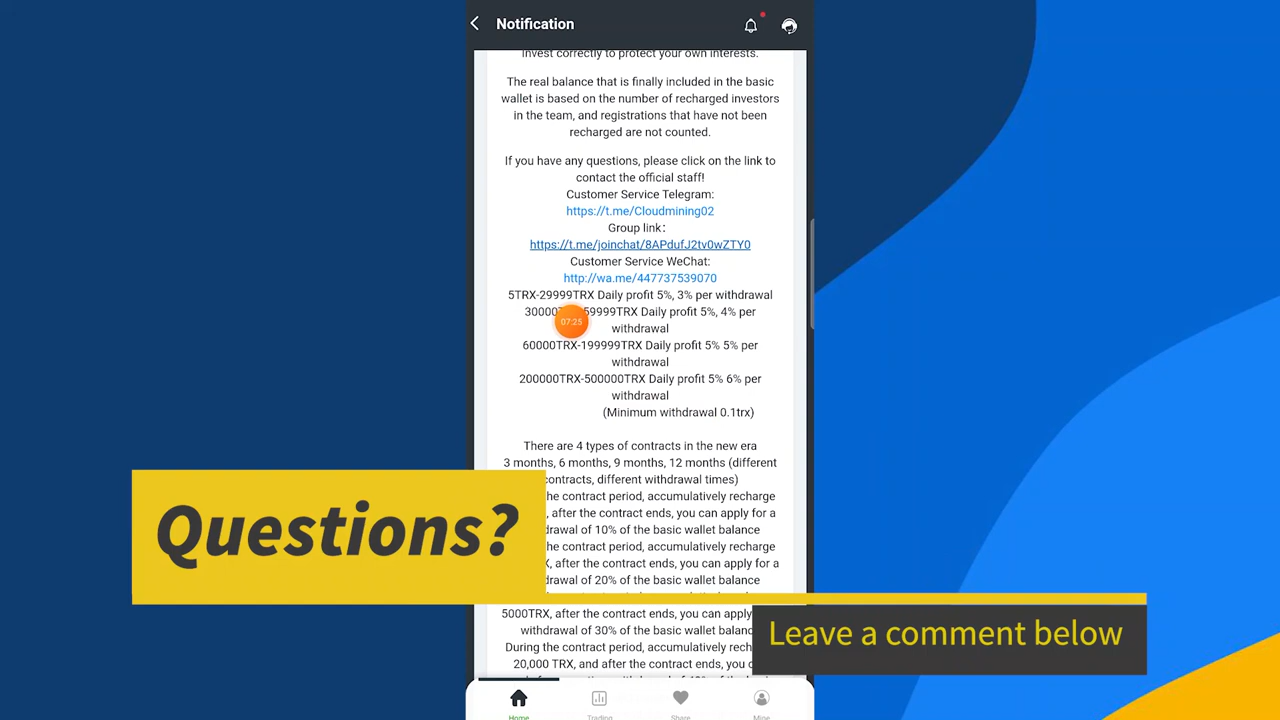 Notification
invest correctly to protect your own interests.
The real balance that is finally included in the basic
wallet is based on the number of recharged investors
in the team, and registrations that have not been
recharged are not counted.
If you have any questions, please click on the link to
contact the official staff!
Customer Service Telegram:
https://t.me/Cloudmining02
Group link：
https://t.me/joinchat/8APdufJ2tv0wZTY0
Customer Service WeChat:
http://wa.me/447737539070
5TRX-29999TRX Daily profit 5%, 3% per withdrawal
07:25
59999TRX Daily profit 5%, 4% per
withdrawal
60000TRX-199999TRX Daily profit 5% 5% per
withdrawal
200000TRX-500000TRX Daily profit 5% 6% per
withdrawal
(Minimum withdrawal 0.1trx)
There are 4 types of contracts in the new era
3 months, 6 months, 9 months, 12 months (different
contracts, different withdrawal times)
the contract period, accumulatively recharge
after the contract ends, you can apply for a
of 10% of the basic wallet balance
the contract period, accumulatively recharge
after the contract ends, you can apply for a
of 20% of the basic wallet balance
5000TRX, after the contract ends, you can apply
withdrawal of 30% of the basic wallet
During the contract period, accumulatively
20,000 TRX, and after the contract ends, you
Questions?
Leave a comment below
Home
Trading
Share
Mine